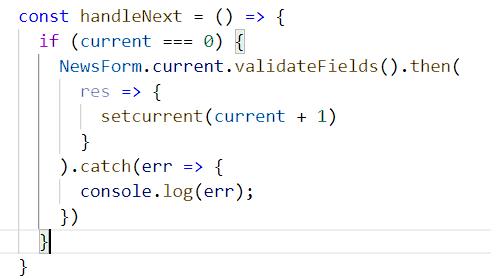 const handleNext = () => {
if (current === 0) {
NewsForm.current.validateFields().then(
res => {
setcurrent(current + 1)
}
).catch(err => {
console.log(err);
})
}
}